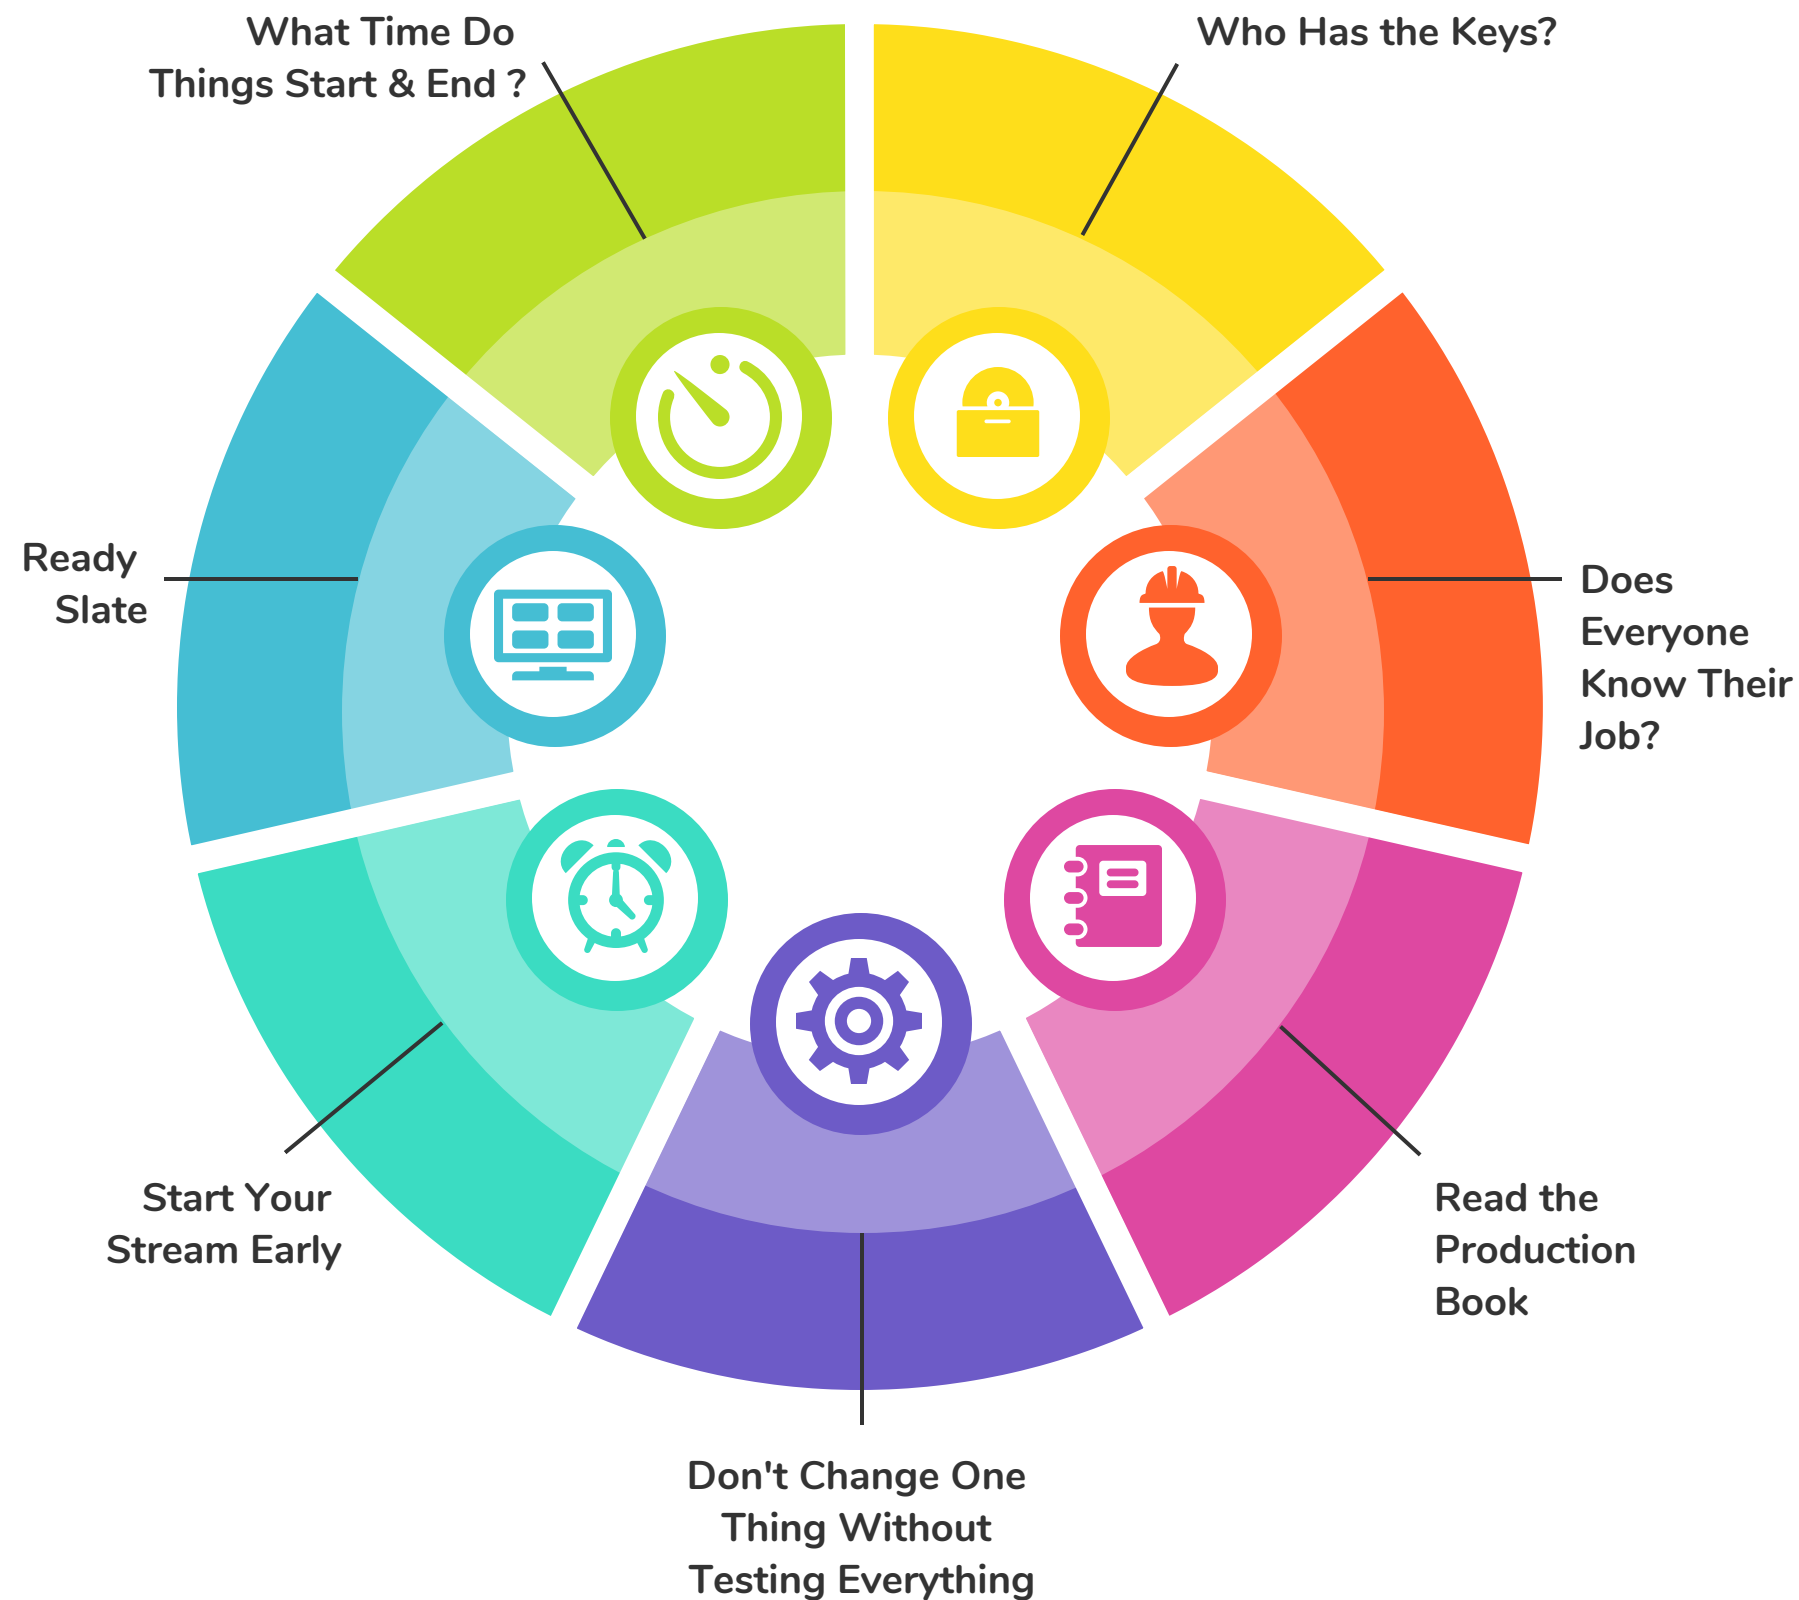 What Time Do
Things Start & End ?
Who Has the Keys?
Does
Everyone
Know Their
Job?
Read the
Production
Book
Don't Change One
Thing Without
Testing Everything
Start Your
Stream Early
Ready
Slate